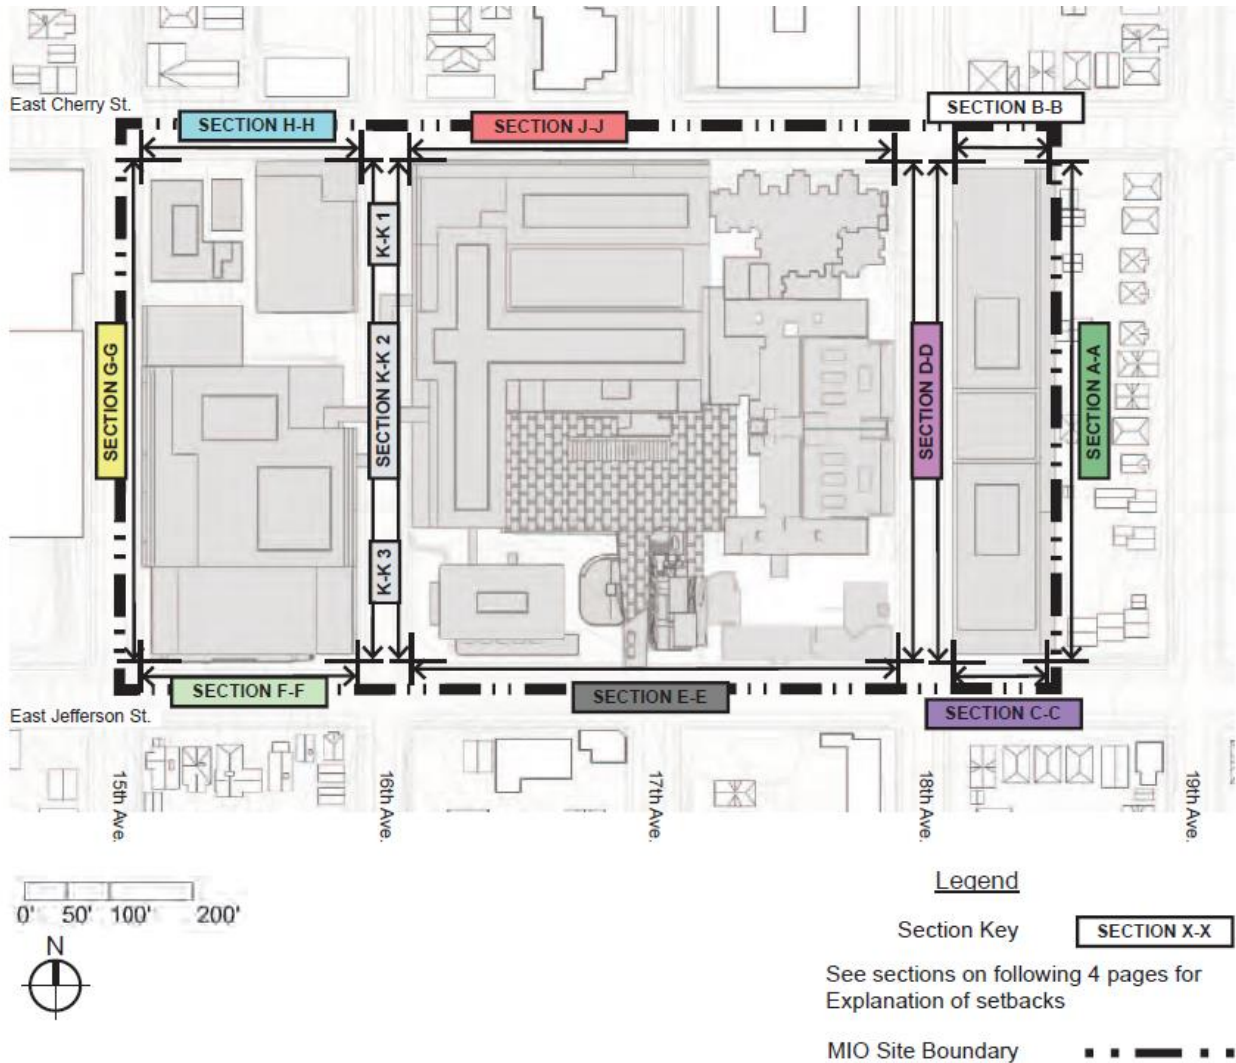 East Cherry St.
SECTION H-H
SECTION J-J
SECTION B-B
K-K 1
SECTION G-G
SECTION K-K 2
SECTION D-D
SECTION A-A
K-K 3
SECTION F-F
SECTION E-E
SECTION C-C
East Jefferson St.
15th Ave.
16th Ave.
17th Ave.
18th Ave.
19th Ave.
0' 50' 100' 200'
N
Legend
Section Key
SECTION X-X
See sections on following 4 pages for
Explanation of setbacks
MIO Site Boundary